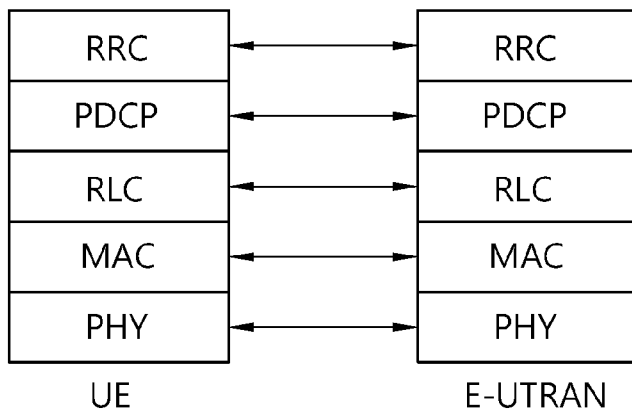 RRC RRC
PDCP PDCP
RLC RLC
MAC MAC
PHY PHY
UE E-UTRAN